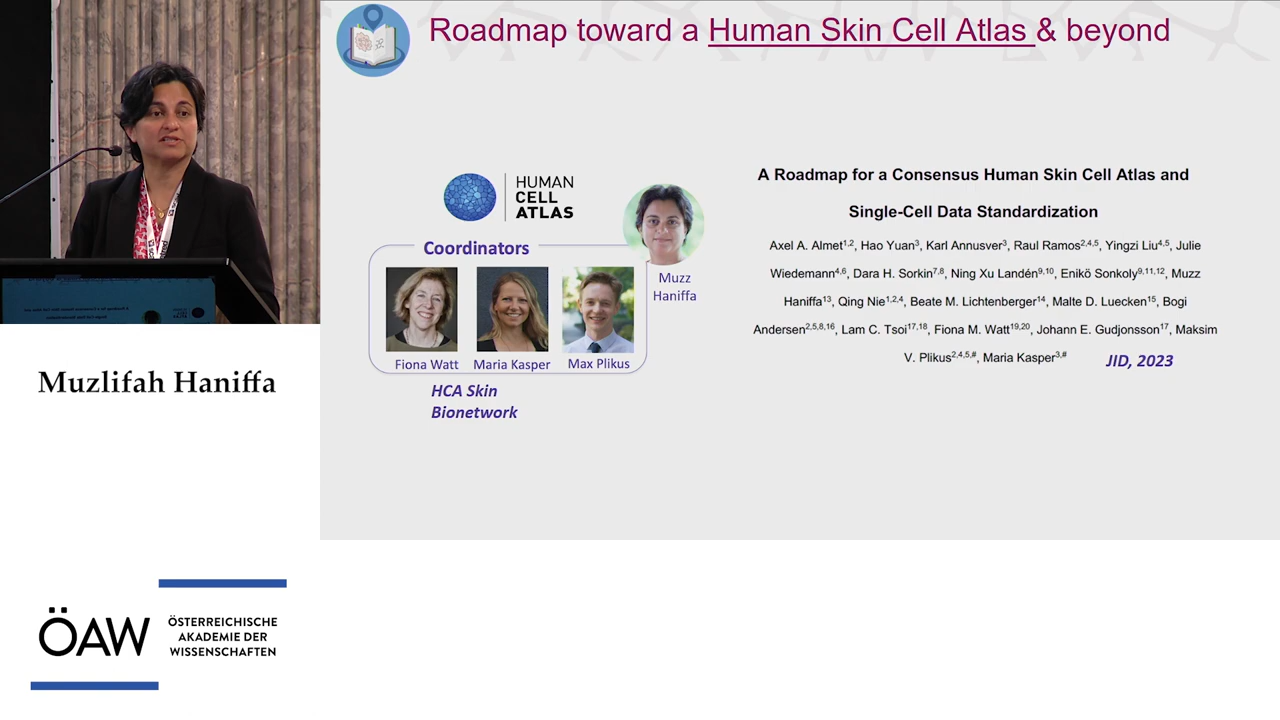 Roadmap toward a Human Skin Cell Atlas & beyond
HUMAN
CELL
ATLAS
Coordinators
Fiona Watt
Maria Kasper
Max Plikus
Muzz
Haniffa
HCA Skin
Bionetwork
A Roadmap for a Consensus Human Skin Cell Atlas and
Single-Cell Data Standardization
Axel A. Almet1,2, Hao Yuan3, Karl Annusver3, Raul Ramos2,4,5, Yingzi Liu4,5, Julie
Wiedemann4,6, Dara H. Sorkin7,8, Ning Xu Landén9,10, Enikö Sonkoly9,11,12, Muzz
Haniffa13, Qing Nie1,2,4, Beate M. Lichtenberger14, Malte D. Luecken15, Bogi
Andersen2,5,8,16, Lam C. Tsoi17,18, Fiona M. Watt19,20, Johann E. Gudjonsson17, Maksim
V. Plikus2,4,5,#, Maria Kasper3,#
JID, 2023
Muzlifah Haniffa
ÖAW
ÖSTERREICHISCHE
AKADEMIE DER
WISSENSCHAFTEN